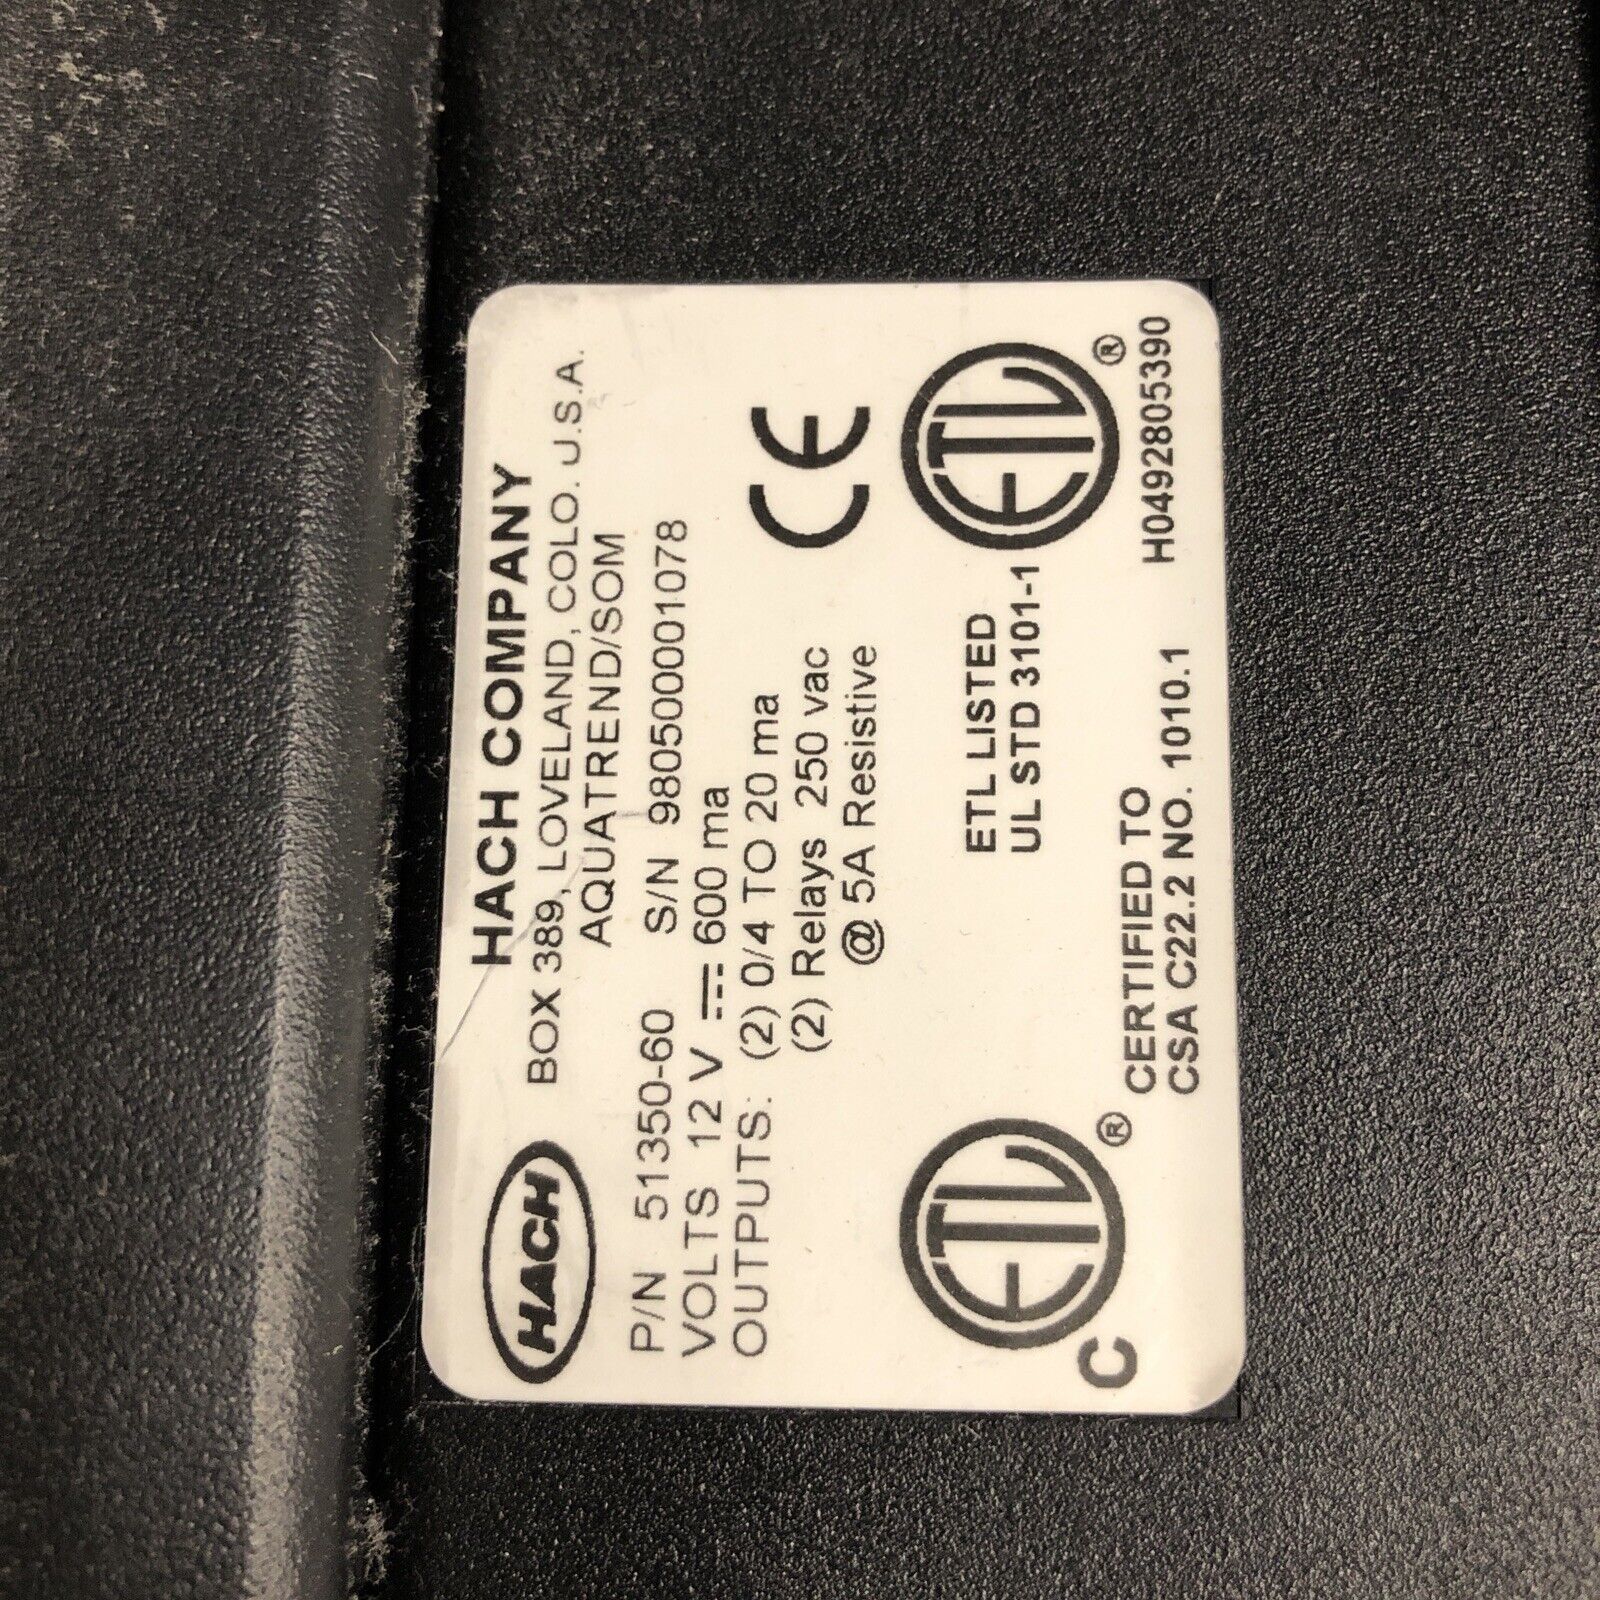 HACH
HACH COMPANY
BOX 389, LOVELAND, COLO. U.S.A.
AQUATREND/SOM
P/N 51350-60 S/N 980500001078
VOLTS 12 V ⎓ 600 ma
OUTPUTS: (2) 0/4 TO 20 ma
(2) Relays 250 vac
@ 5A Resistive
CE
ETL LISTED
UL STD 3101-1
ETL®
C ETL®
CERTIFIED TO
CSA C22.2 NO. 1010.1
H0492805390